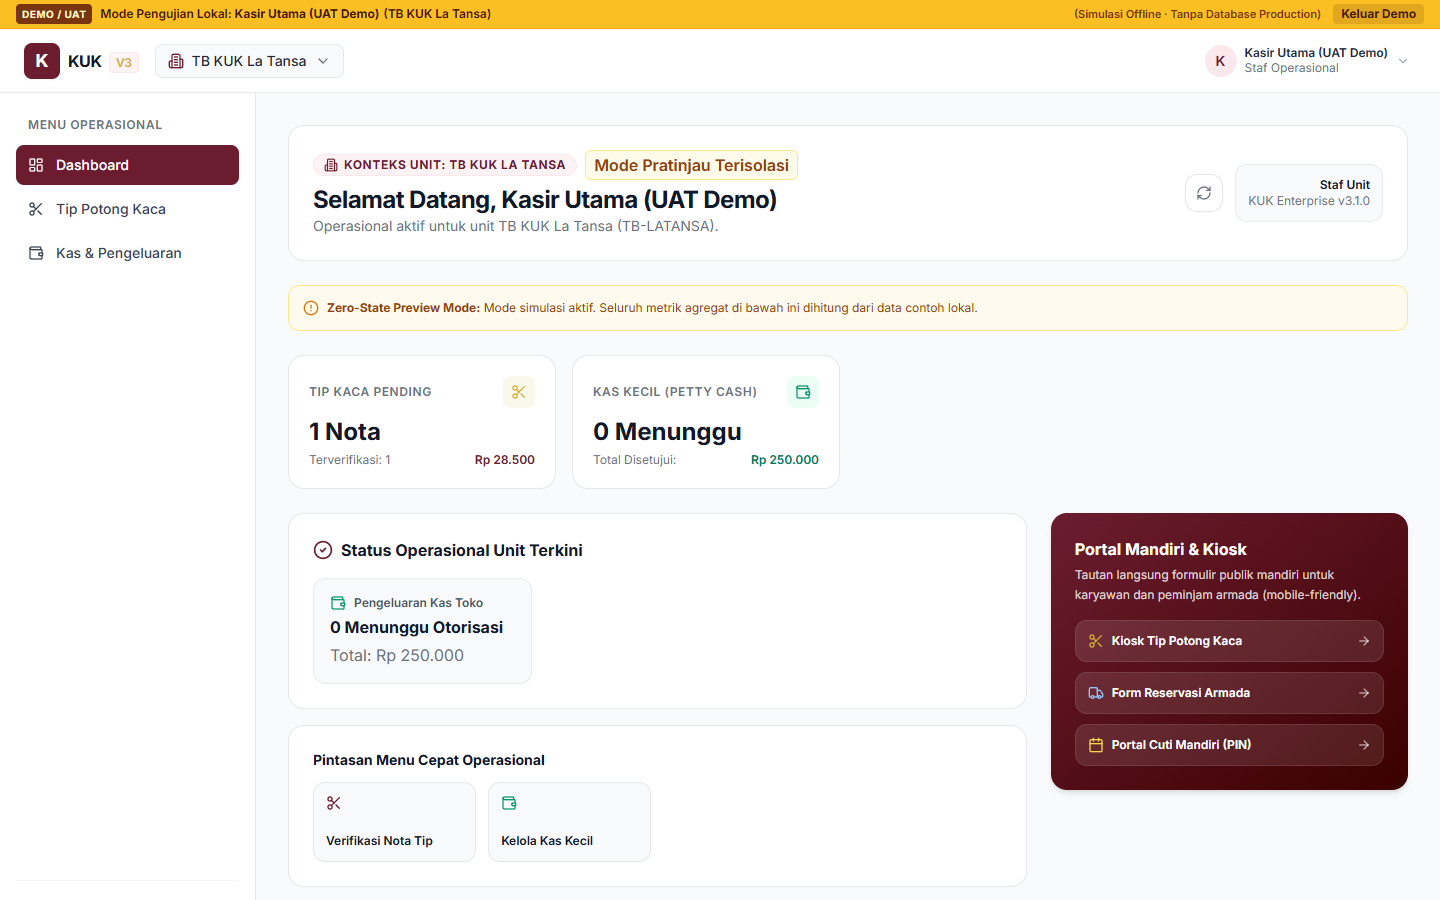 DEMO / UAT Mode Pengujian Lokal: Kasir Utama (UAT Demo) (TB KUK La Tansa) (Simulasi Offline · Tanpa Database Production) Keluar Demo
K KUK V3 TB KUK La Tansa K Kasir Utama (UAT Demo)
Staf Operasional
MENU OPERASIONAL
Dashboard
Tip Potong Kaca
Kas & Pengeluaran
KONTEKS UNIT: TB KUK LA TANSA Mode Pratinjau Terisolasi
Selamat Datang, Kasir Utama (UAT Demo)
Operasional aktif untuk unit TB KUK La Tansa (TB-LATANSA).
Staf Unit
KUK Enterprise v3.1.0
Zero-State Preview Mode: Mode simulasi aktif. Seluruh metrik agregat di bawah ini dihitung dari data contoh lokal.
TIP KACA PENDING
1 Nota
Terverifikasi: 1 Rp 28.500
KAS KECIL (PETTY CASH)
0 Menunggu
Total Disetujui: Rp 250.000
Status Operasional Unit Terkini
Pengeluaran Kas Toko
0 Menunggu Otorisasi
Total: Rp 250.000
Pintasan Menu Cepat Operasional
Verifikasi Nota Tip
Kelola Kas Kecil
Portal Mandiri & Kiosk
Tautan langsung formulir publik mandiri untuk
karyawan dan peminjam armada (mobile-friendly).
Kiosk Tip Potong Kaca
Form Reservasi Armada
Portal Cuti Mandiri (PIN)